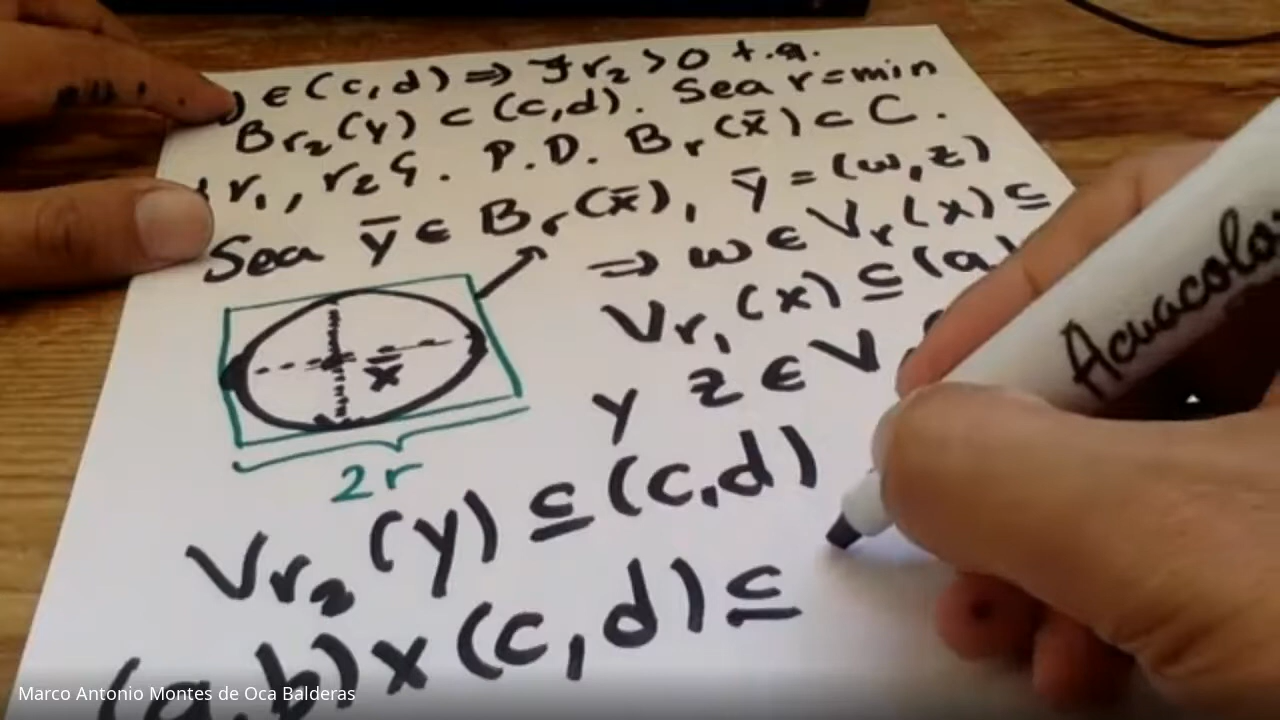 ∈ (c,d) ⇒ ∃ r₂ > 0 t.q.
Br₂(y) ⊂ (c,d). Sea r = min
r₁, r₂}. P.D. Br(x̄) ⊂ C.
Sea ȳ ∈ Br(x̄), ȳ = (w,z)
⇒ w ∈ Vr(x) ⊆
Vr₁(x) ⊆ (a,
y z ∈ V
x̄
2r
Vr₂(y) ⊆ (c,d)
(a,b) x (c,d) ⊆
Acuacolor
Marco Antonio Montes de Oca Balderas